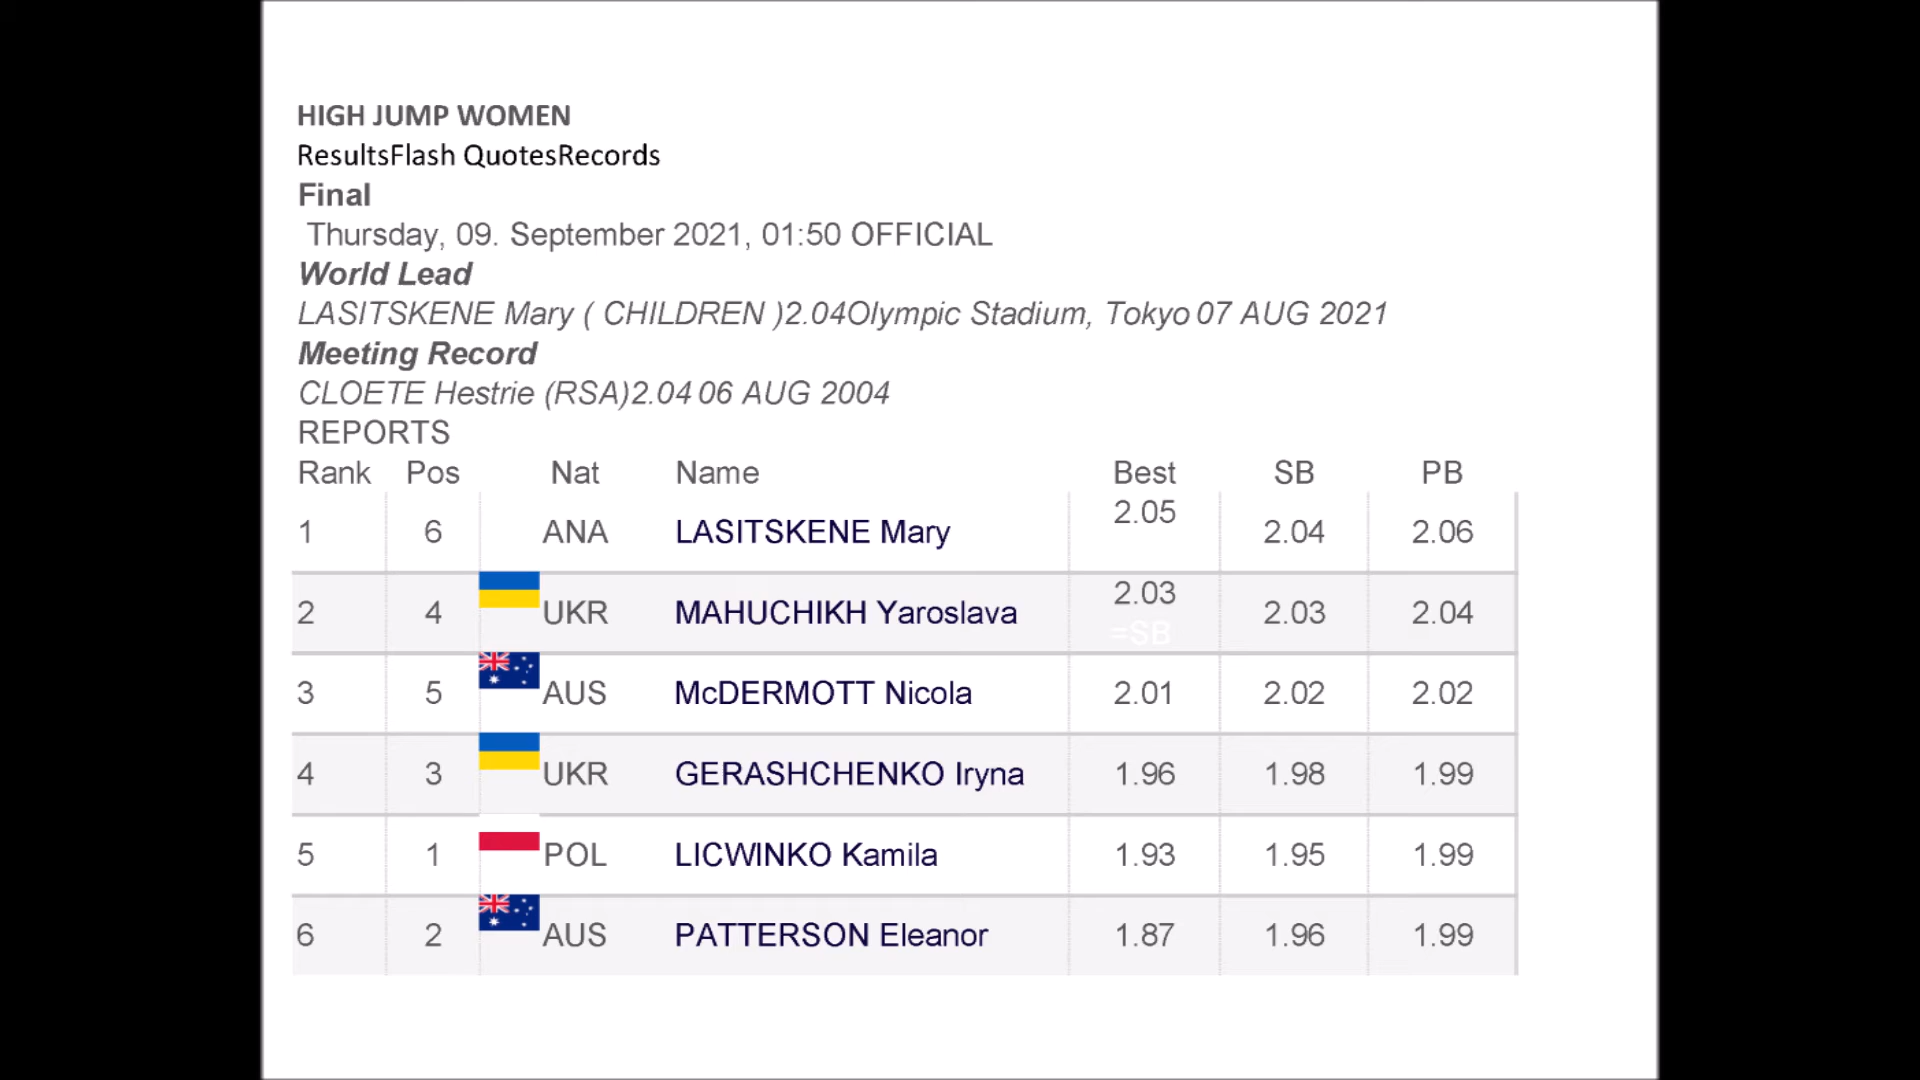 HIGH JUMP WOMEN
ResultsFlash QuotesRecords
Final
Thursday, 09. September 2021, 01:50 OFFICIAL
World Lead
LASITSKENE Mary ( CHILDREN )2.04Olympic Stadium, Tokyo 07 AUG 2021
Meeting Record
CLOETE Hestrie (RSA)2.04 06 AUG 2004
REPORTS
Rank Pos Nat Name Best SB PB
1 6 ANA LASITSKENE Mary 2.05 2.04 2.06
2 4 UKR MAHUCHIKH Yaroslava 2.03 =SB 2.03 2.04
3 5 AUS McDERMOTT Nicola 2.01 2.02 2.02
4 3 UKR GERASHCHENKO Iryna 1.96 1.98 1.99
5 1 POL LICWINKO Kamila 1.93 1.95 1.99
6 2 AUS PATTERSON Eleanor 1.87 1.96 1.99